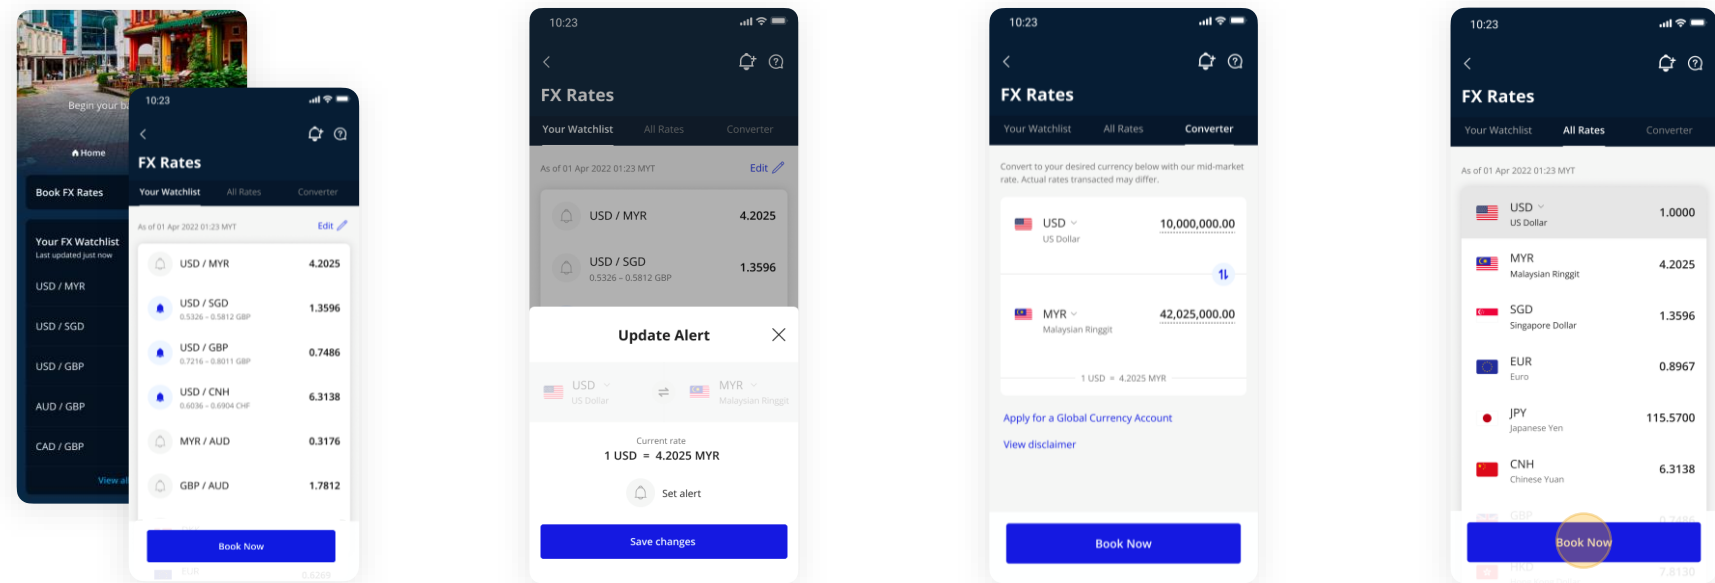 Begin your ba
Home
Book FX Rates
Your FX Watchlist
Last updated just now
USD / MYR
USD / SGD
USD / GBP
AUD / GBP
CAD / GBP
View all
10:23
FX Rates
Your Watchlist All Rates Converter
As of 01 Apr 2022 01:23 MYT Edit
USD / MYR 4.2025
USD / SGD 1.3596
0.5326 – 0.5812 GBP
USD / GBP 0.7486
0.7216 – 0.8011 GBP
USD / CNH 6.3138
0.6036 – 0.6904 CHF
MYR / AUD 0.3176
GBP / AUD 1.7812
Book Now
EUR 0.6269
10:23
FX Rates
Your Watchlist All Rates Converter
As of 01 Apr 2022 01:23 MYT Edit
USD / MYR 4.2025
USD / SGD 1.3596
0.5326 – 0.5812 GBP
Update Alert
USD MYR
US Dollar Malaysian Ringgit
Current rate
1 USD = 4.2025 MYR
Set alert
Save changes
10:23
FX Rates
Your Watchlist All Rates Converter
Convert to your desired currency below with our mid-market
rate. Actual rates transacted may differ.
USD 10,000,000.00
US Dollar
MYR 42,025,000.00
Malaysian Ringgit
1 USD = 4.2025 MYR
Apply for a Global Currency Account
View disclaimer
Book Now
10:23
FX Rates
Your Watchlist All Rates Converter
As of 01 Apr 2022 01:23 MYT
USD 1.0000
US Dollar
MYR 4.2025
Malaysian Ringgit
SGD 1.3596
Singapore Dollar
EUR 0.8967
Euro
JPY 115.5700
Japanese Yen
CNH 6.3138
Chinese Yuan
GBP 0.7486
Book Now
HKD 7.8130